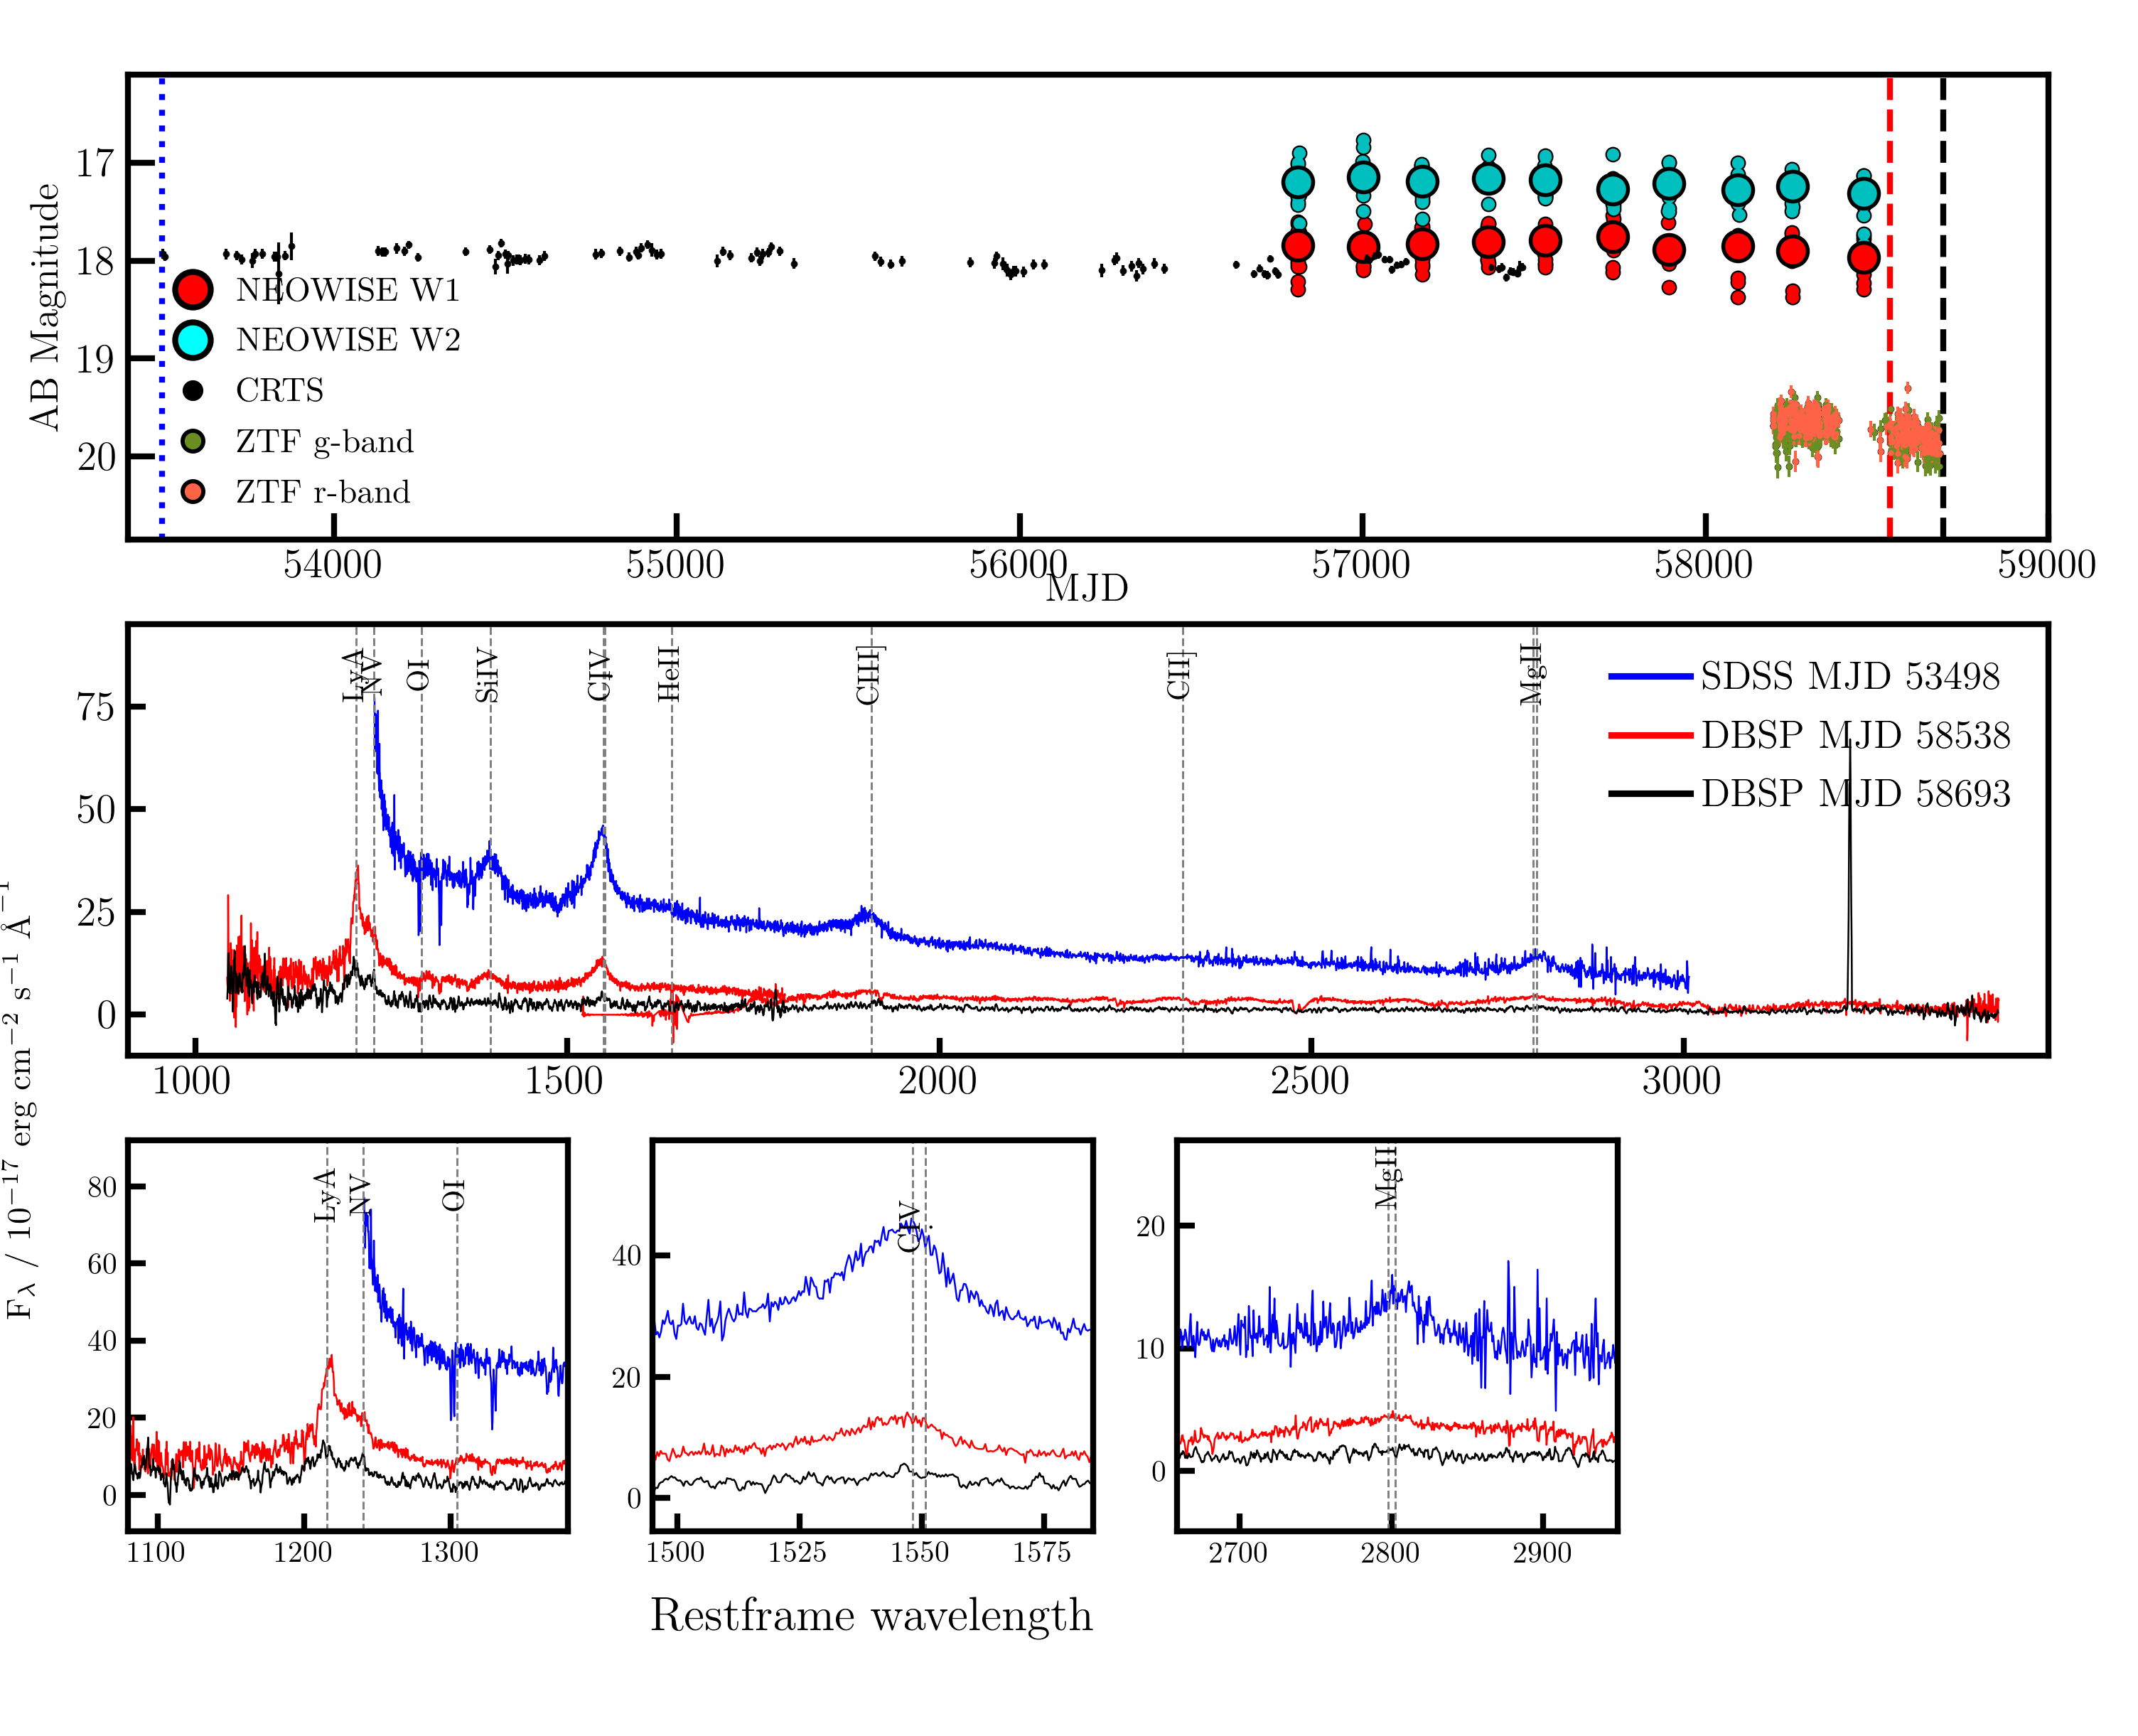 AB Magnitude
17
18
19
20
NEOWISE W1
NEOWISE W2
CRTS
ZTF g-band
ZTF r-band
54000
55000
56000
57000
58000
59000
MJD
F_λ / 10^−17 erg cm^−2 s^−1 Å^−1
75
50
25
0
LyA
NV
OI
SiIV
CIV
HeII
CIII]
CII]
MgII
SDSS MJD 53498
DBSP MJD 58538
DBSP MJD 58693
1000
1500
2000
2500
3000
80
60
40
20
0
LyA
NV
OI
1100
1200
1300
40
20
0
CIV
1500
1525
1550
1575
20
10
0
MgII
2700
2800
2900
Restframe wavelength